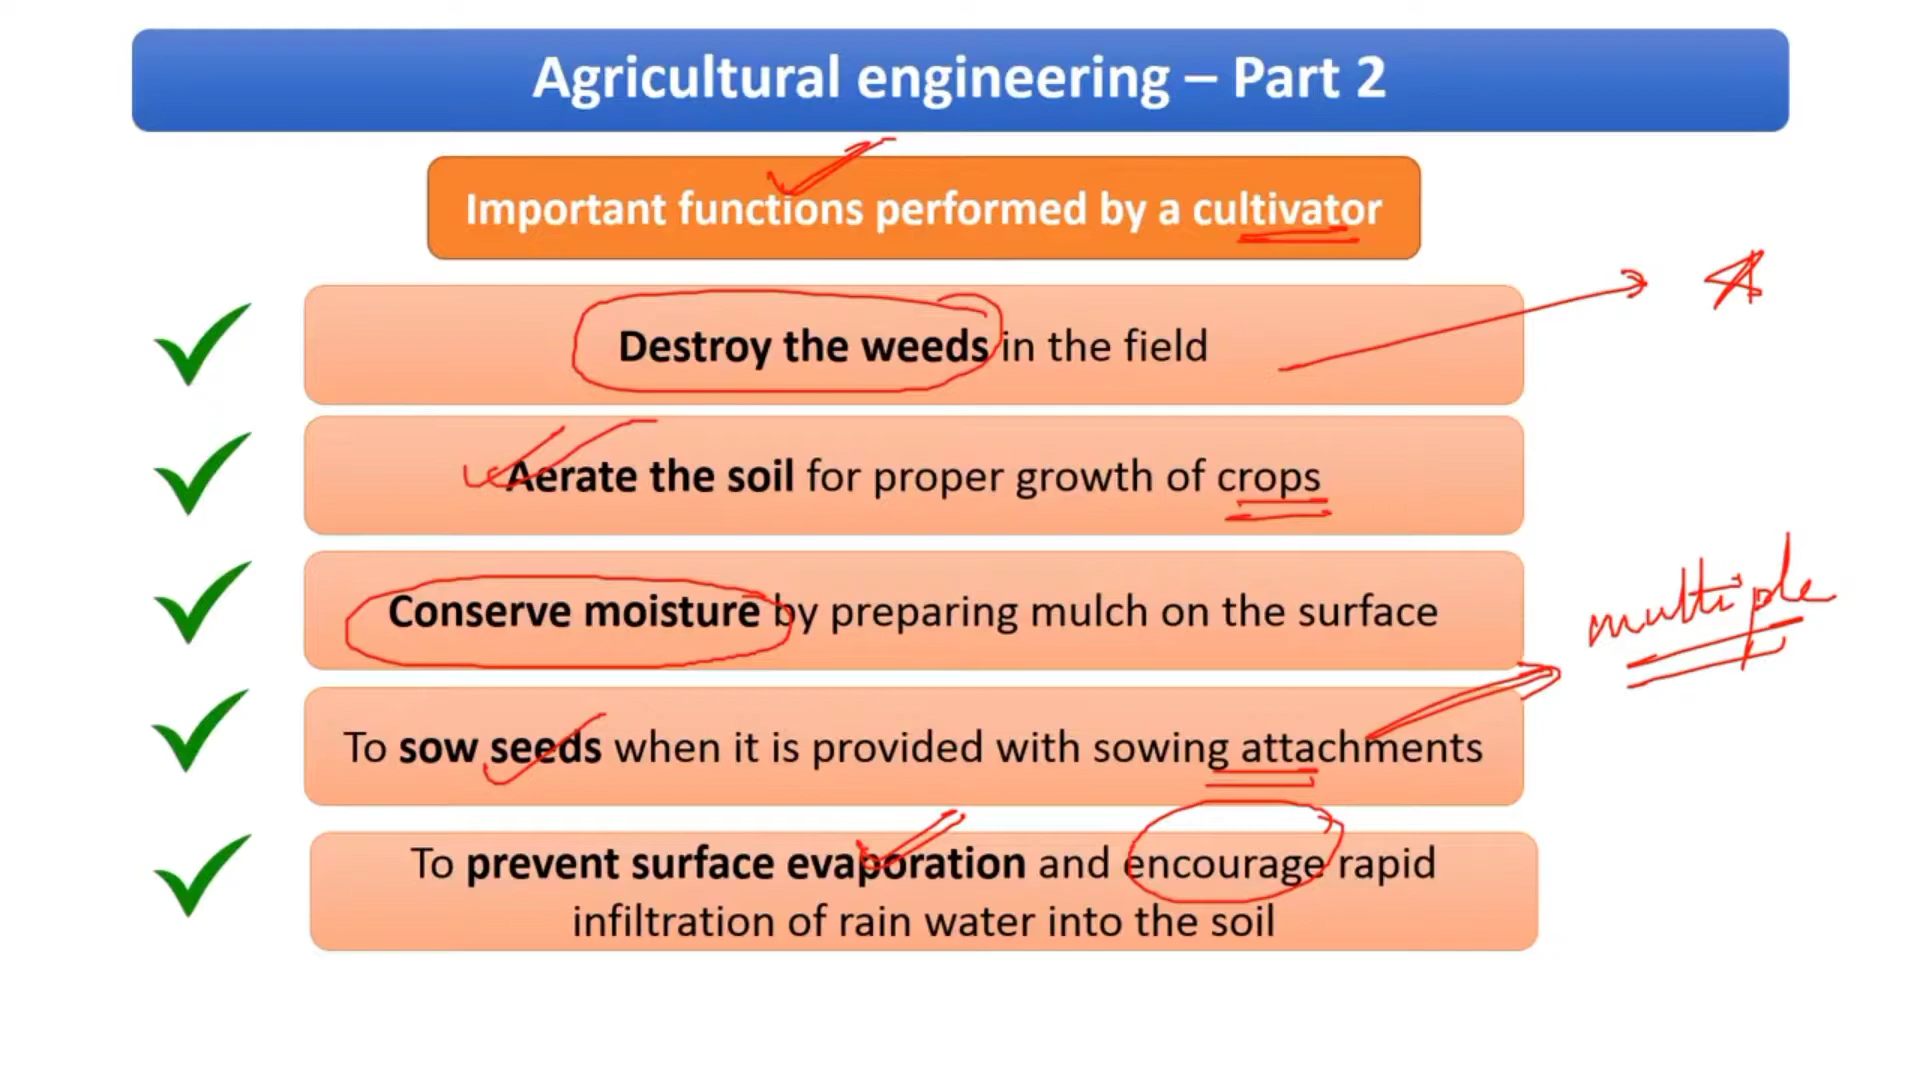 Agricultural engineering – Part 2
Important functions performed by a cultivator
Destroy the weeds in the field
Aerate the soil for proper growth of crops
Conserve moisture by preparing mulch on the surface
multiple
To sow seeds when it is provided with sowing attachments
To prevent surface evaporation and encourage rapid
infiltration of rain water into the soil